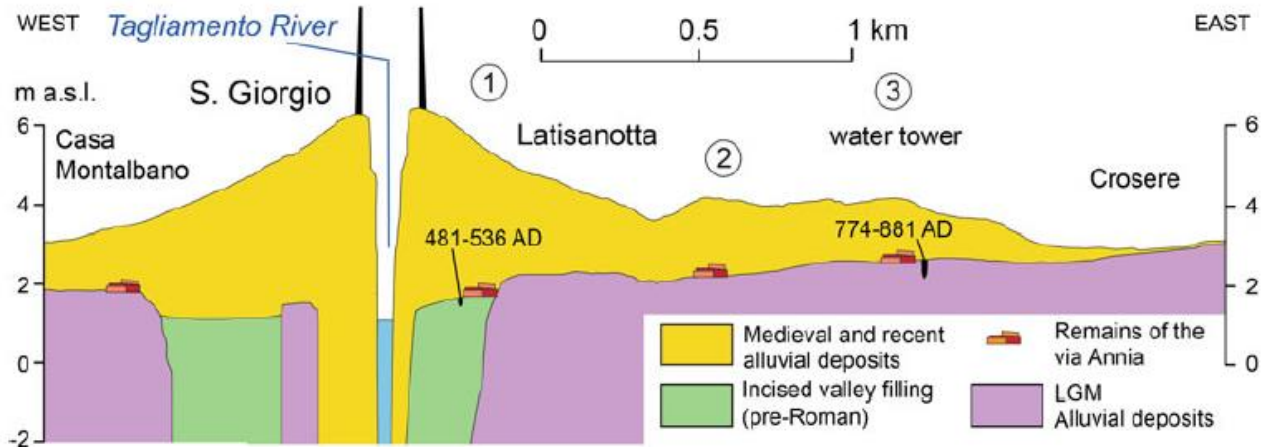 WEST
Tagliamento River
0 0.5 1 km
EAST
m a.s.l.
S. Giorgio
1
3
6
Casa
Montalbano
Latisanotta
water tower
6
2
Crosere
4
481-536 AD
774-881 AD
4
2
2
0
Medieval and recent
alluvial deposits
Remains of the
via Annia
0
Incised valley filling
(pre-Roman)
LGM
Alluvial deposits
-2